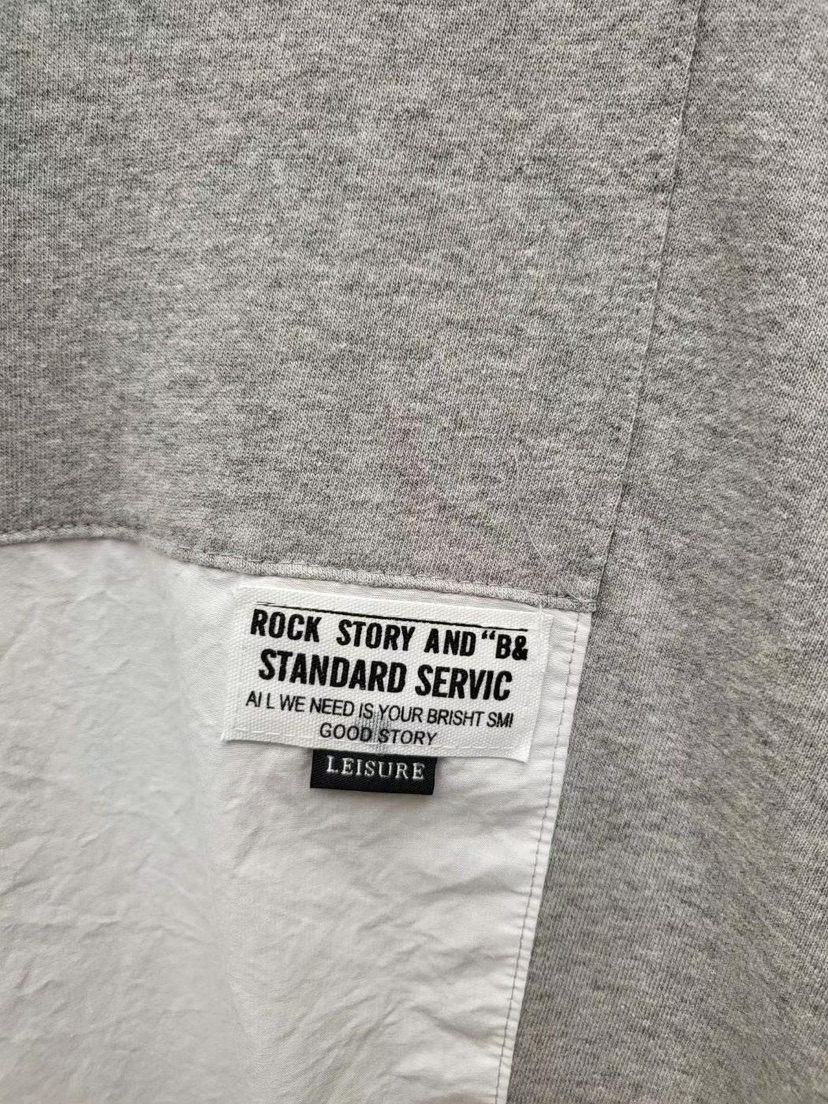 ROCK STORY AND “B&
STANDARD SERVIC
AI L WE NEED IS YOUR BRISHT SMI
GOOD STORY
LEISURE